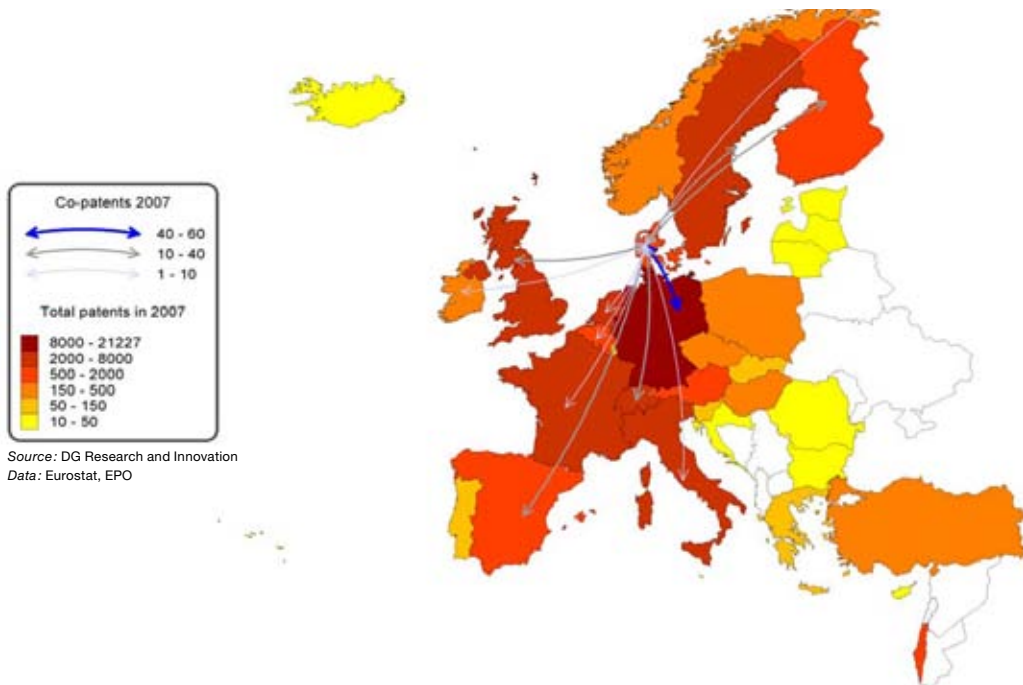 Co-patents 2007
40 - 60
10 - 40
1 - 10
Total patents in 2007
8000 - 21227
2000 - 8000
500 - 2000
150 - 500
50 - 150
10 - 50
Source: DG Research and Innovation
Data: Eurostat, EPO